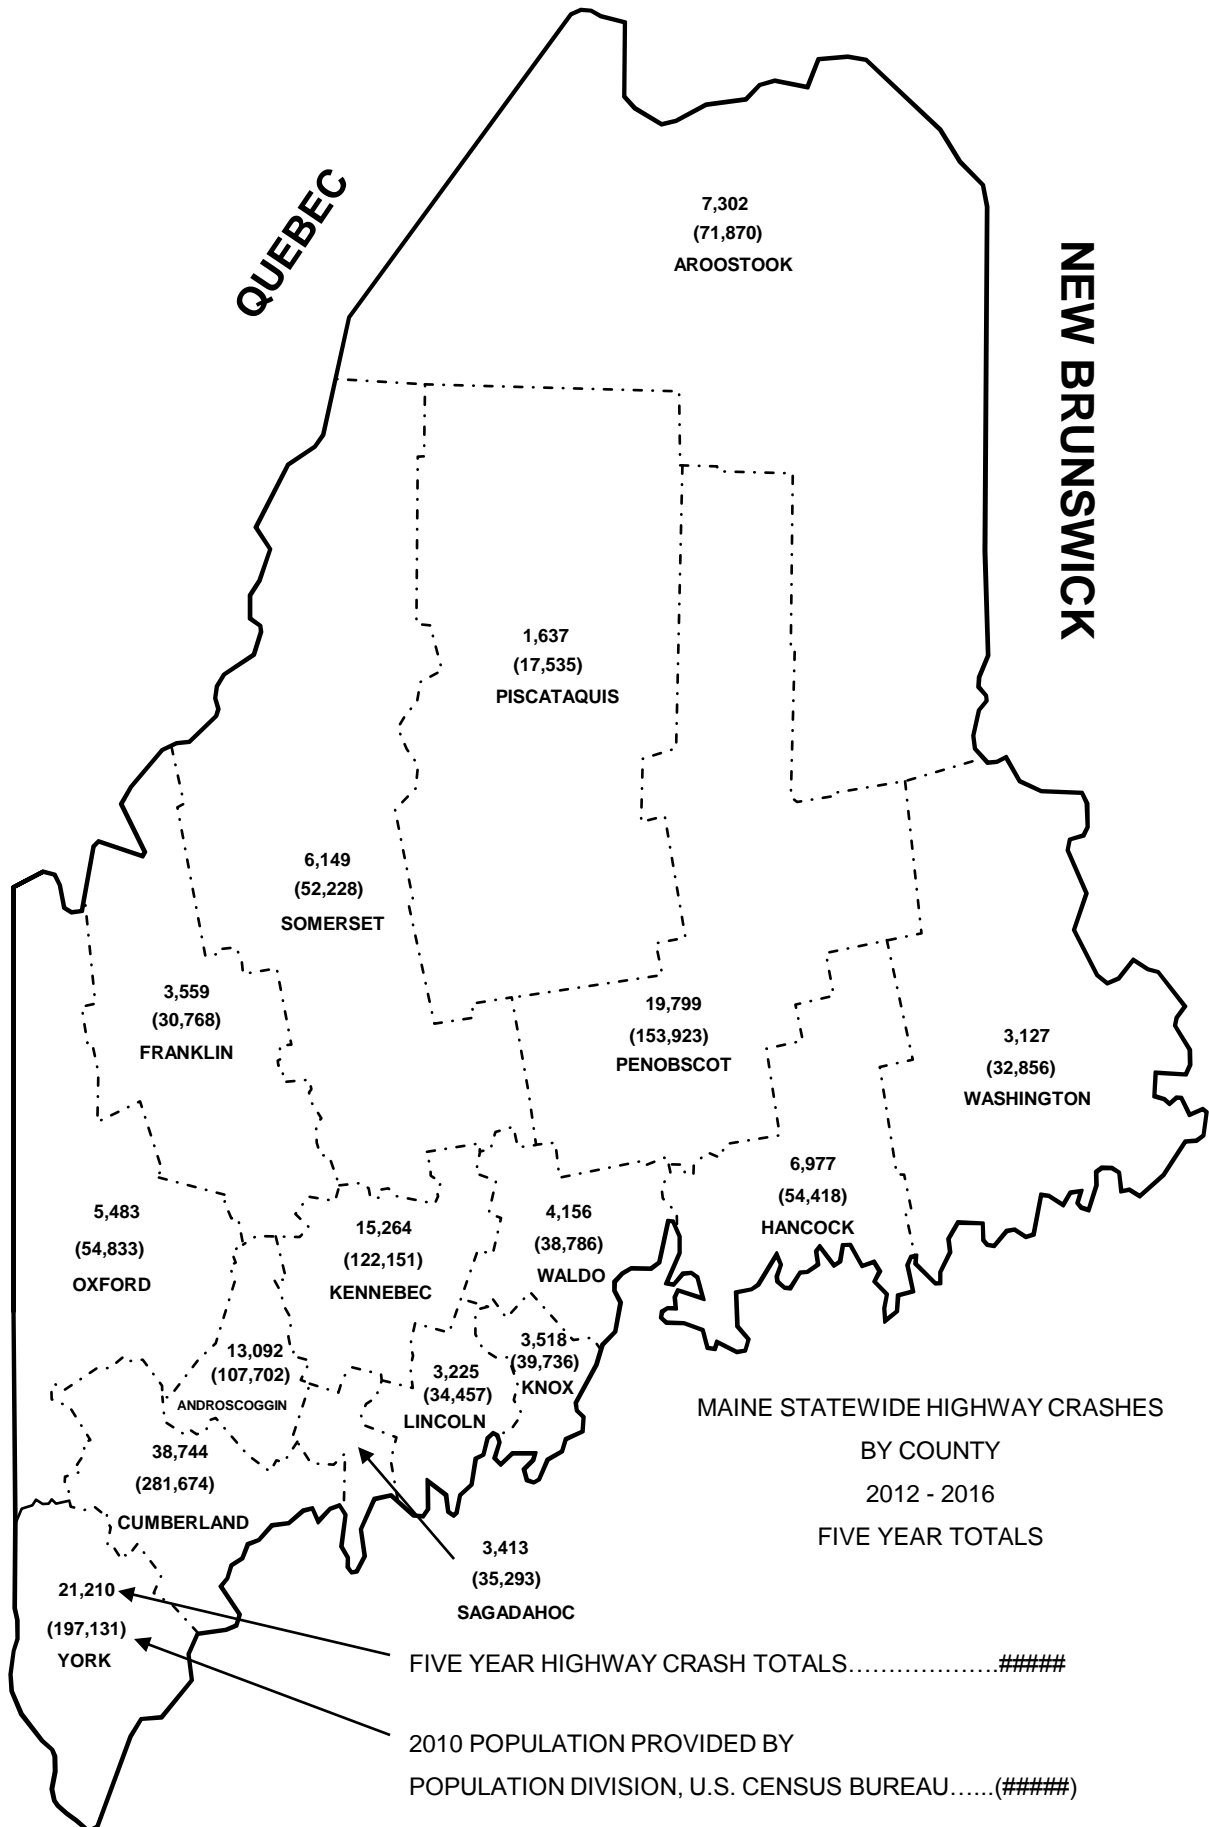 QUEBEC
NEW BRUNSWICK
7,302
(71,870)
AROOSTOOK
1,637
(17,535)
PISCATAQUIS
6,149
(52,228)
SOMERSET
3,559
(30,768)
FRANKLIN
19,799
(153,923)
PENOBSCOT
3,127
(32,856)
WASHINGTON
6,977
(54,418)
HANCOCK
5,483
(54,833)
OXFORD
15,264
(122,151)
KENNEBEC
4,156
(38,786)
WALDO
13,092
(107,702)
ANDROSCOGGIN
3,225
(34,457)
LINCOLN
3,518
(39,736)
KNOX
38,744
(281,674)
CUMBERLAND
3,413
(35,293)
SAGADAHOC
21,210
(197,131)
YORK
MAINE STATEWIDE HIGHWAY CRASHES
BY COUNTY
2012 - 2016
FIVE YEAR TOTALS
FIVE YEAR HIGHWAY CRASH TOTALS……………….#####
2010 POPULATION PROVIDED BY
POPULATION DIVISION, U.S. CENSUS BUREAU…...(#####)